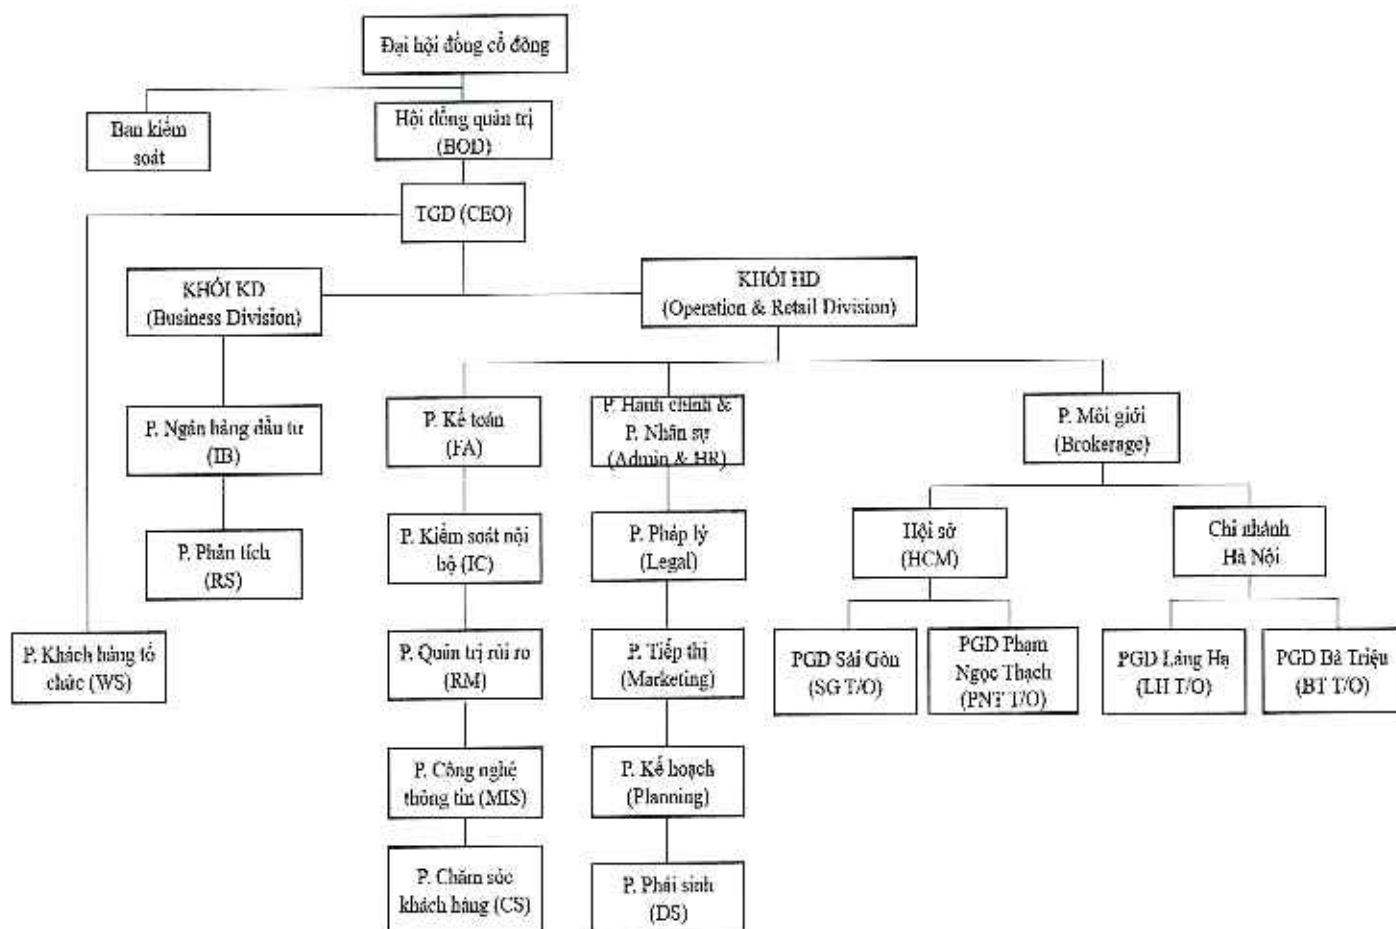 Đại hội đồng cổ đông
Ban kiểm
soát
Hội đồng quản trị
(BOD)
TGD (CEO)
KHỐI KD
(Business Division)
KHỐI HD
(Operation & Retail Division)
P. Ngân hàng đầu tư
(IB)
P. Kế toán
(FA)
P. Hành chính &
P. Nhân sự
(Admin & HR)
P. Môi giới
(Brokerage)
P. Phân tích
(RS)
P. Kiểm soát nội
bộ (IC)
P. Pháp lý
(Legal)
Hội sở
(HCM)
Chi nhánh
Hà Nội
P. Khách hàng tổ
chức (WS)
P. Quản trị rủi ro
(RM)
P. Tiếp thị
(Marketing)
PGD Sài Gòn
(SG T/O)
PGD Phạm
Ngọc Thạch
(PNT T/O)
PGD Láng Hạ
(LH T/O)
PGD Bà Triệu
(BT T/O)
P. Công nghệ
thông tin (MIS)
P. Kế hoạch
(Planning)
P. Chăm sóc
khách hàng (CS)
P. Phái sinh
(DS)